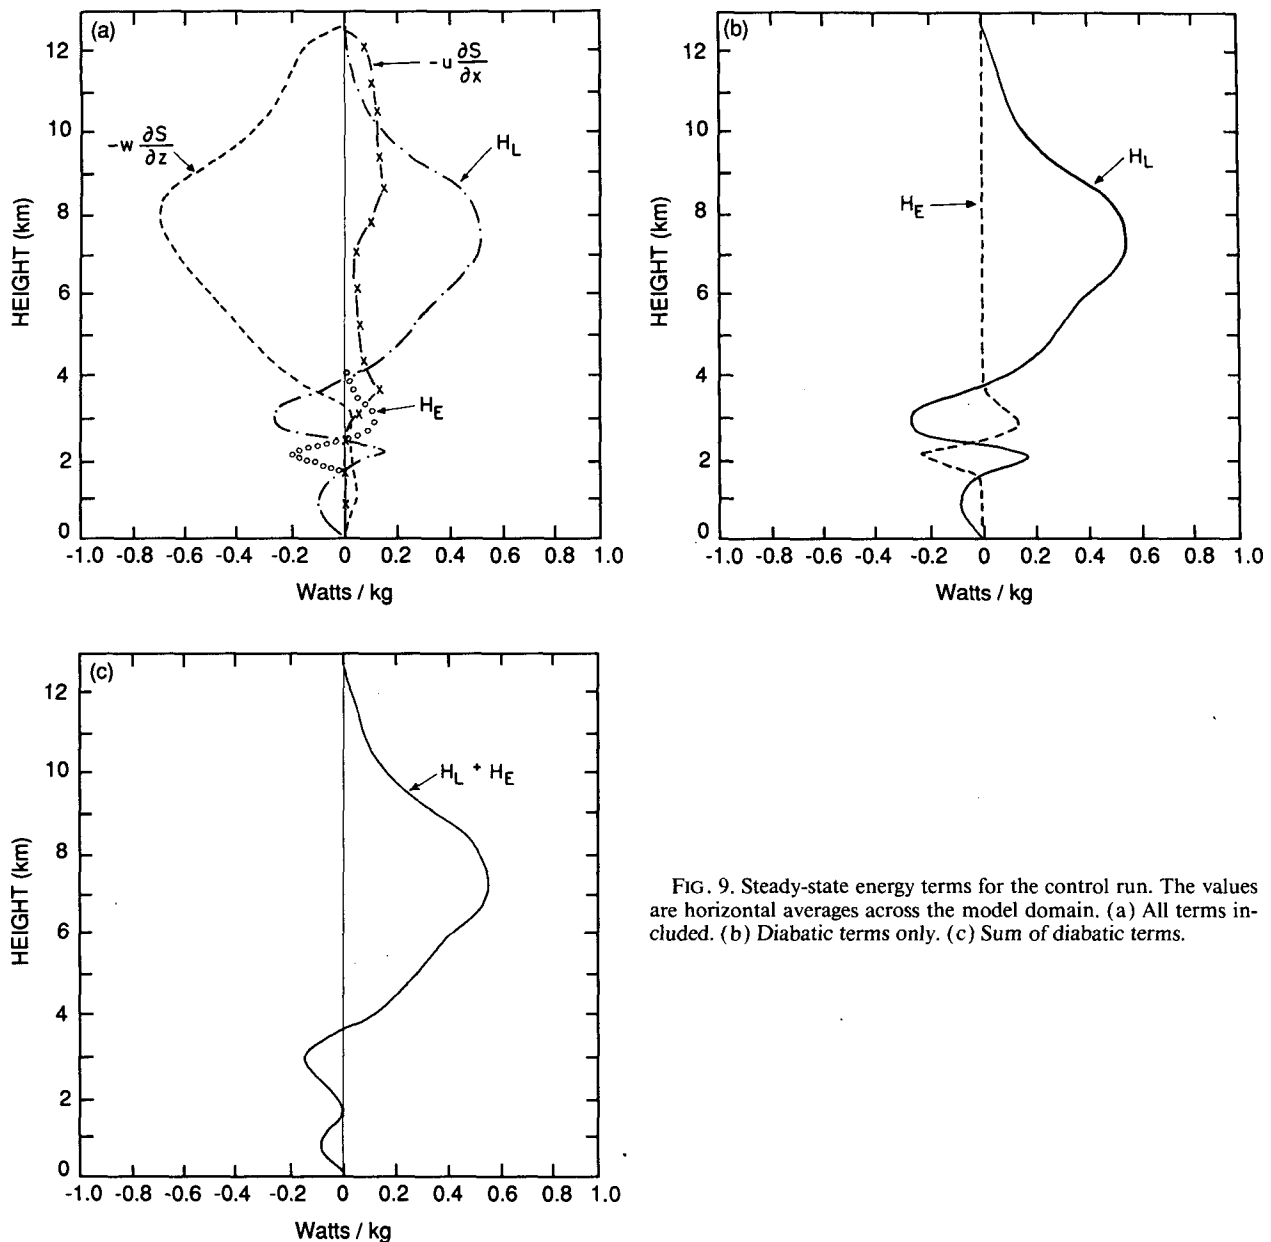 (a)
12
10
8
6
4
2
0
HEIGHT (km)
-u ∂S/∂x
-w ∂S/∂z
H_L
H_E
-1.0 -0.8 -0.6 -0.4 -0.2 0 0.2 0.4 0.6 0.8 1.0
Watts / kg
(b)
12
10
8
6
4
2
0
HEIGHT (km)
H_L
H_E
-1.0 -0.8 -0.6 -0.4 -0.2 0 0.2 0.4 0.6 0.8 1.0
Watts / kg
(c)
12
10
8
6
4
2
0
HEIGHT (km)
H_L + H_E
-1.0 -0.8 -0.6 -0.4 -0.2 0 0.2 0.4 0.6 0.8 1.0
Watts / kg
FIG. 9. Steady-state energy terms for the control run. The values
are horizontal averages across the model domain. (a) All terms in-
cluded. (b) Diabatic terms only. (c) Sum of diabatic terms.